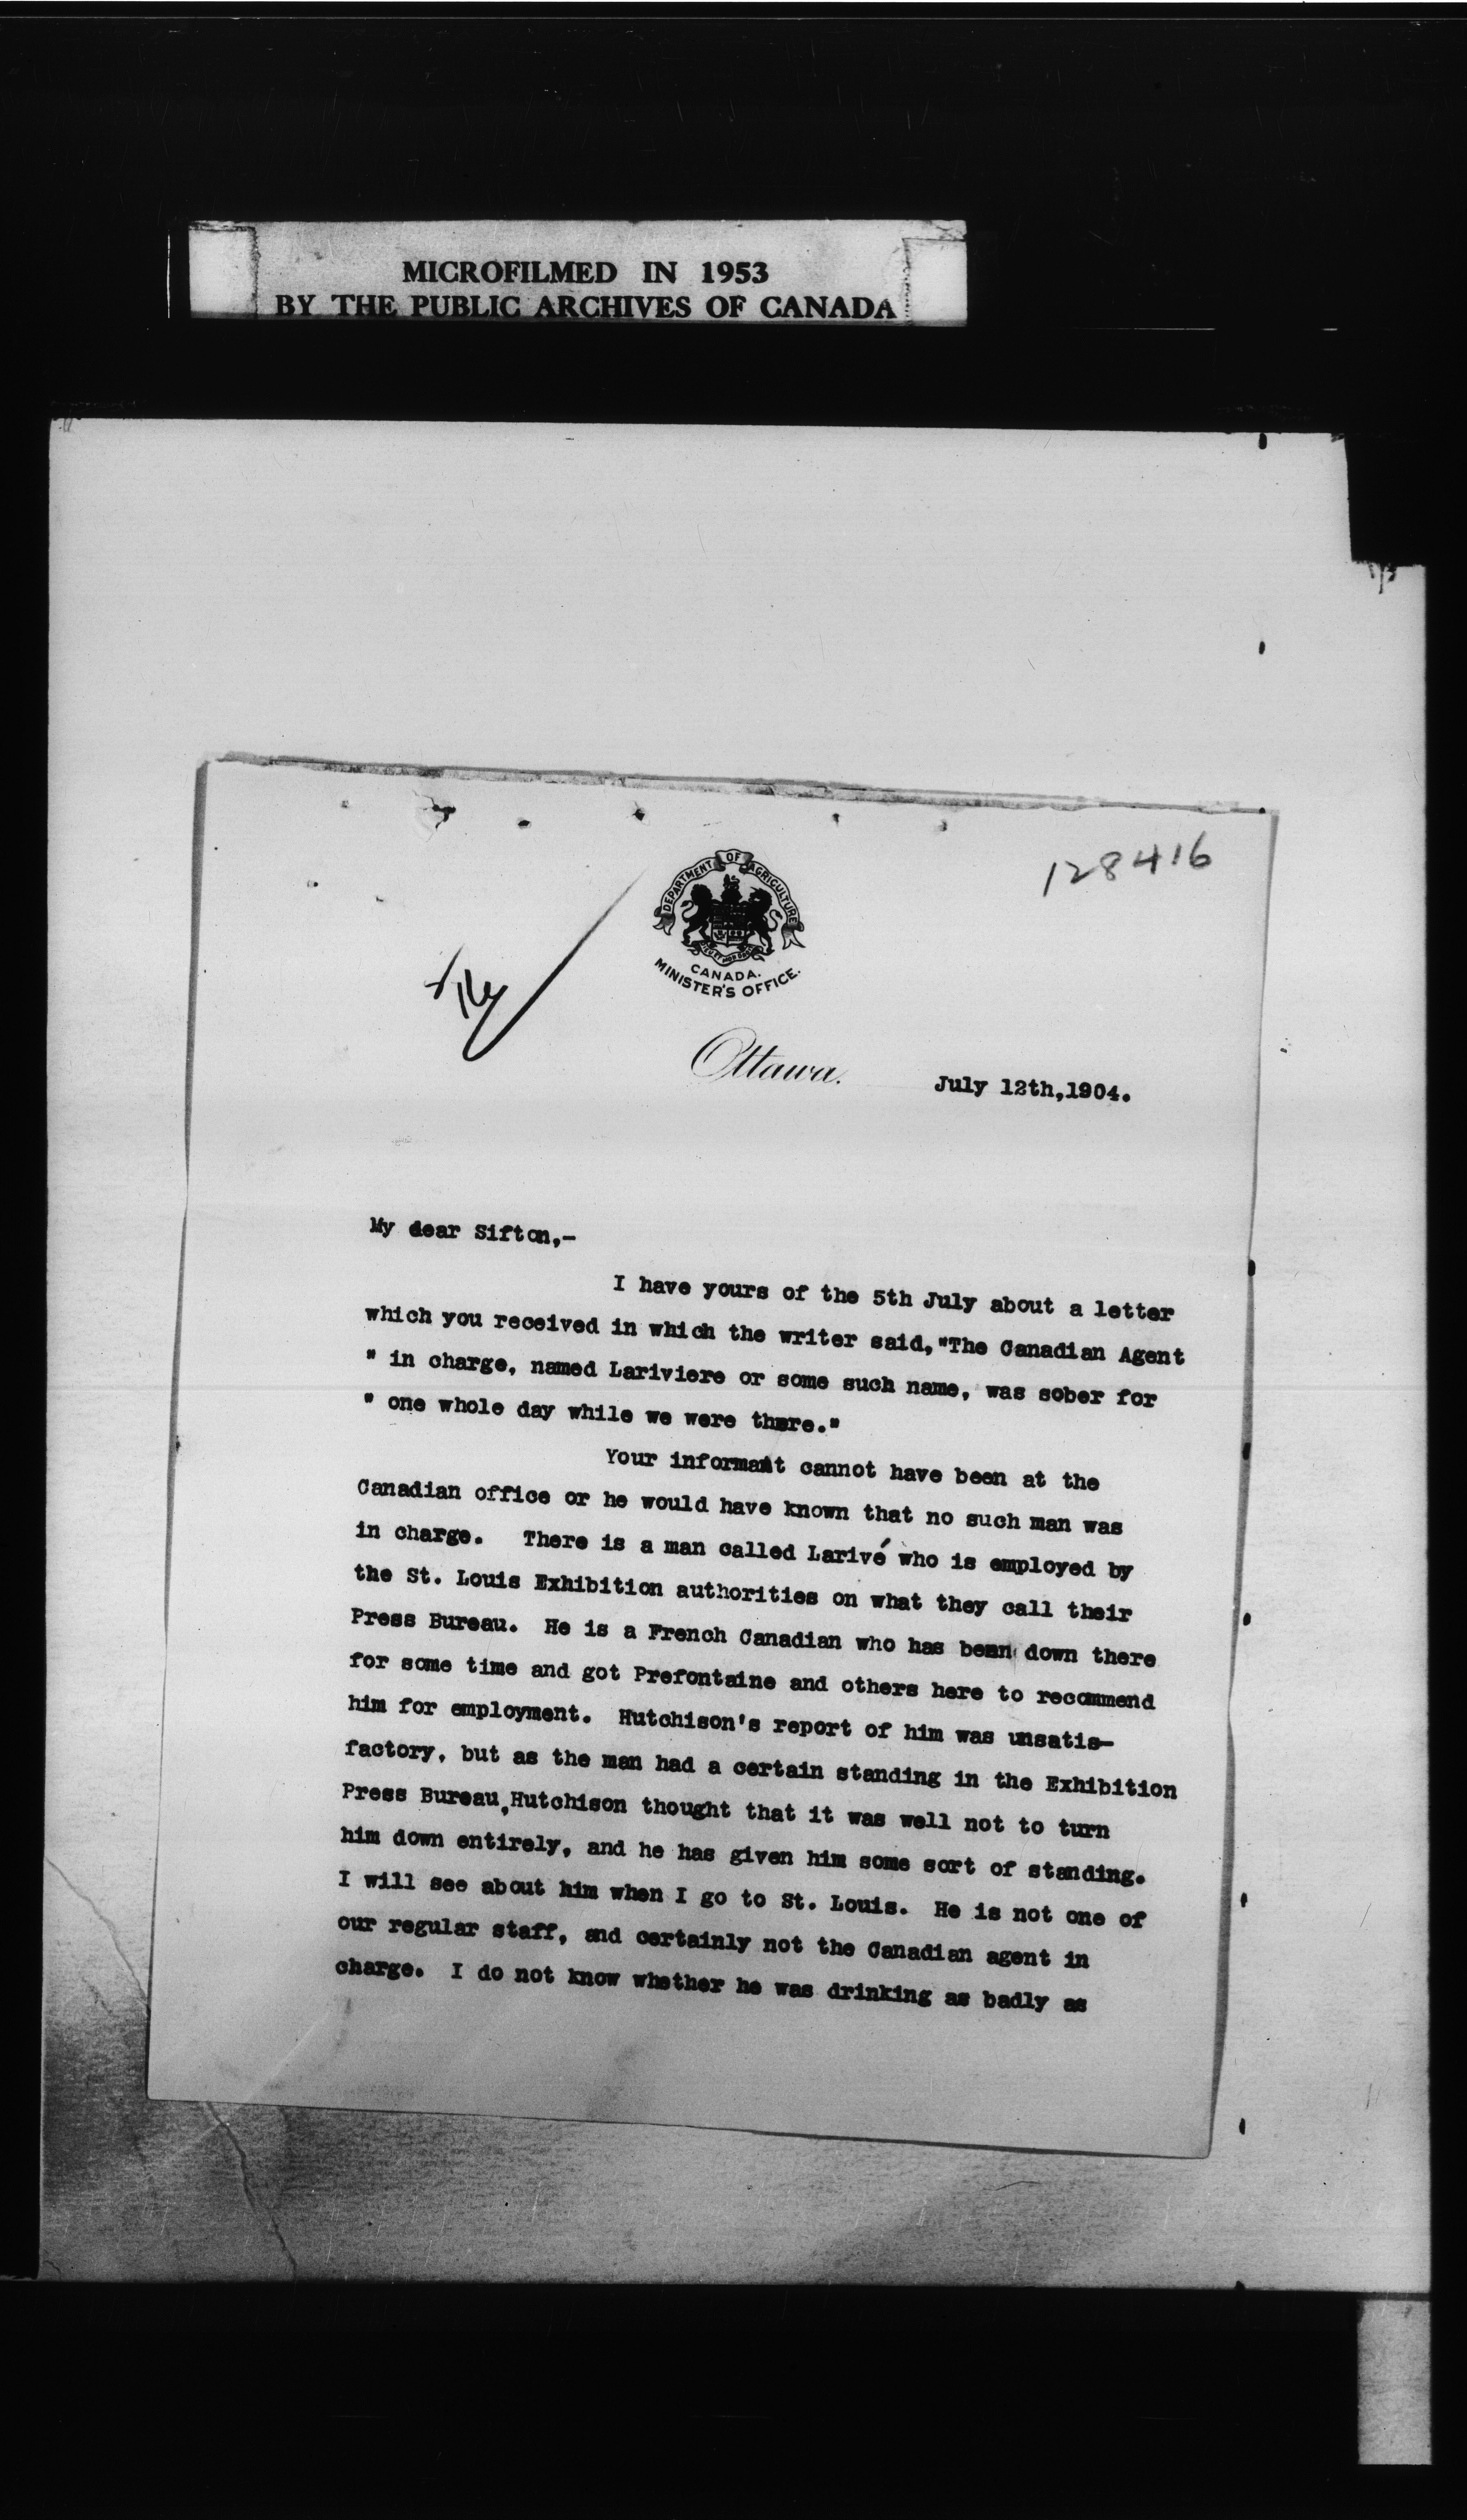 MICROFILMED IN 1953
BY THE PUBLIC ARCHIVES OF CANADA
128416
DEPARTMENT OF AGRICULTURE
CANADA.
MINISTER'S OFFICE.
Ottawa.
July 12th,1904.
My dear Sifton,-
I have yours of the 5th July about a letter
which you received in which the writer said,"The Canadian Agent
" in charge, named Lariviere or some such name, was sober for
" one whole day while we were there."
Your informant cannot have been at the
Canadian office or he would have known that no such man was
in charge. There is a man called Larivé who is employed by
the St. Louis Exhibition authorities on what they call their
Press Bureau. He is a French Canadian who has been down there
for some time and got Prefontaine and others here to recommend
him for employment. Hutchison's report of him was unsatis-
factory, but as the man had a certain standing in the Exhibition
Press Bureau,Hutchison thought that it was well not to turn
him down entirely, and he has given him some sort of standing.
I will see about him when I go to St. Louis. He is not one of
our regular staff, and certainly not the Canadian agent in
charge. I do not know whether he was drinking as badly as